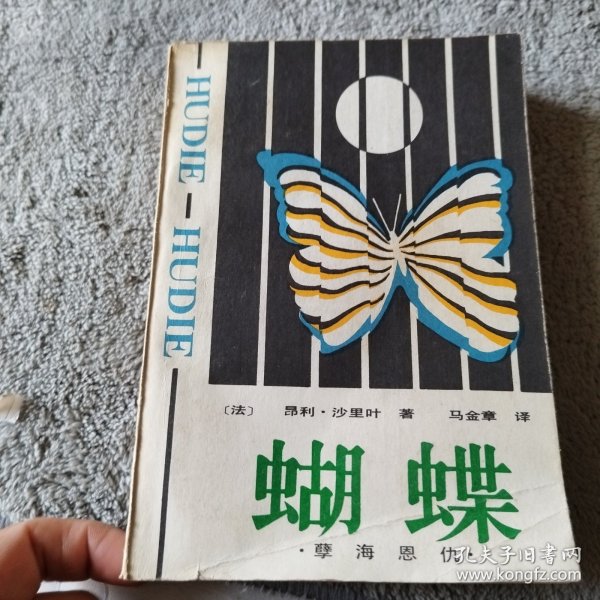 HUDIE — HUDIE
〔法〕 昂利·沙里叶 著 马金章 译
蝴蝶
·孽海恩仇·
孔夫子旧书网
www.kongfz.com